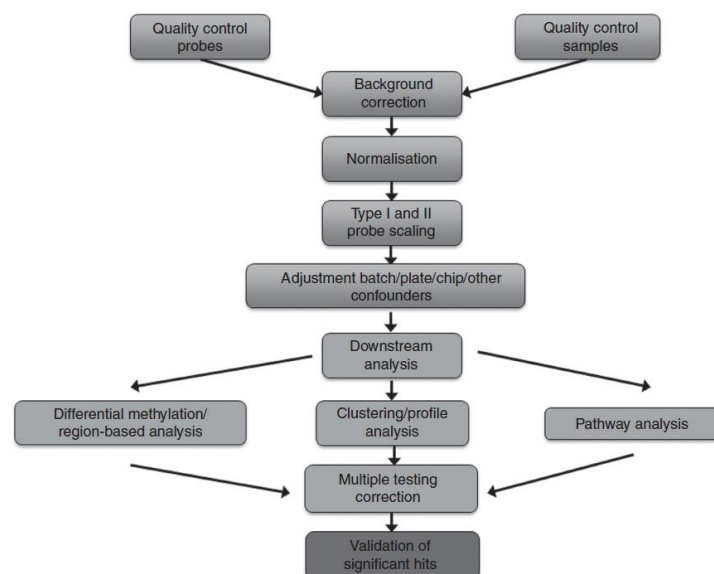 Quality control
probes
Quality control
samples
Background
correction
Normalisation
Type I and II
probe scaling
Adjustment batch/plate/chip/other
confounders
Downstream
analysis
Differential methylation/
region-based analysis
Clustering/profile
analysis
Pathway analysis
Multiple testing
correction
Validation of
significant hits